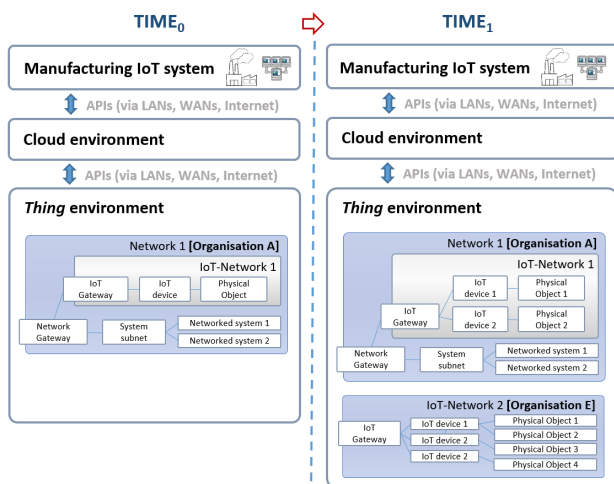 TIME0
Manufacturing IoT system
APIs (via LANs, WANs, Internet)
Cloud environment
APIs (via LANs, WANs, Internet)
Thing environment
Network 1 [Organisation A]
IoT-Network 1
IoT
Gateway
IoT
device
Physical
Object
Network
Gateway
System
subnet
Networked system 1
Networked system 2
TIME1
Manufacturing IoT system
APIs (via LANs, WANs, Internet)
Cloud environment
APIs (via LANs, WANs, Internet)
Thing environment
Network 1 [Organisation A]
IoT-Network 1
IoT
device 1
Physical
Object 1
IoT
Gateway
IoT
device 2
Physical
Object 2
Network
Gateway
System
subnet
Networked system 1
Networked system 2
IoT-Network 2 [Organisation E]
IoT
Gateway
IoT device 1
IoT device 2
IoT device 2
Physical Object 1
Physical Object 2
Physical Object 3
Physical Object 4